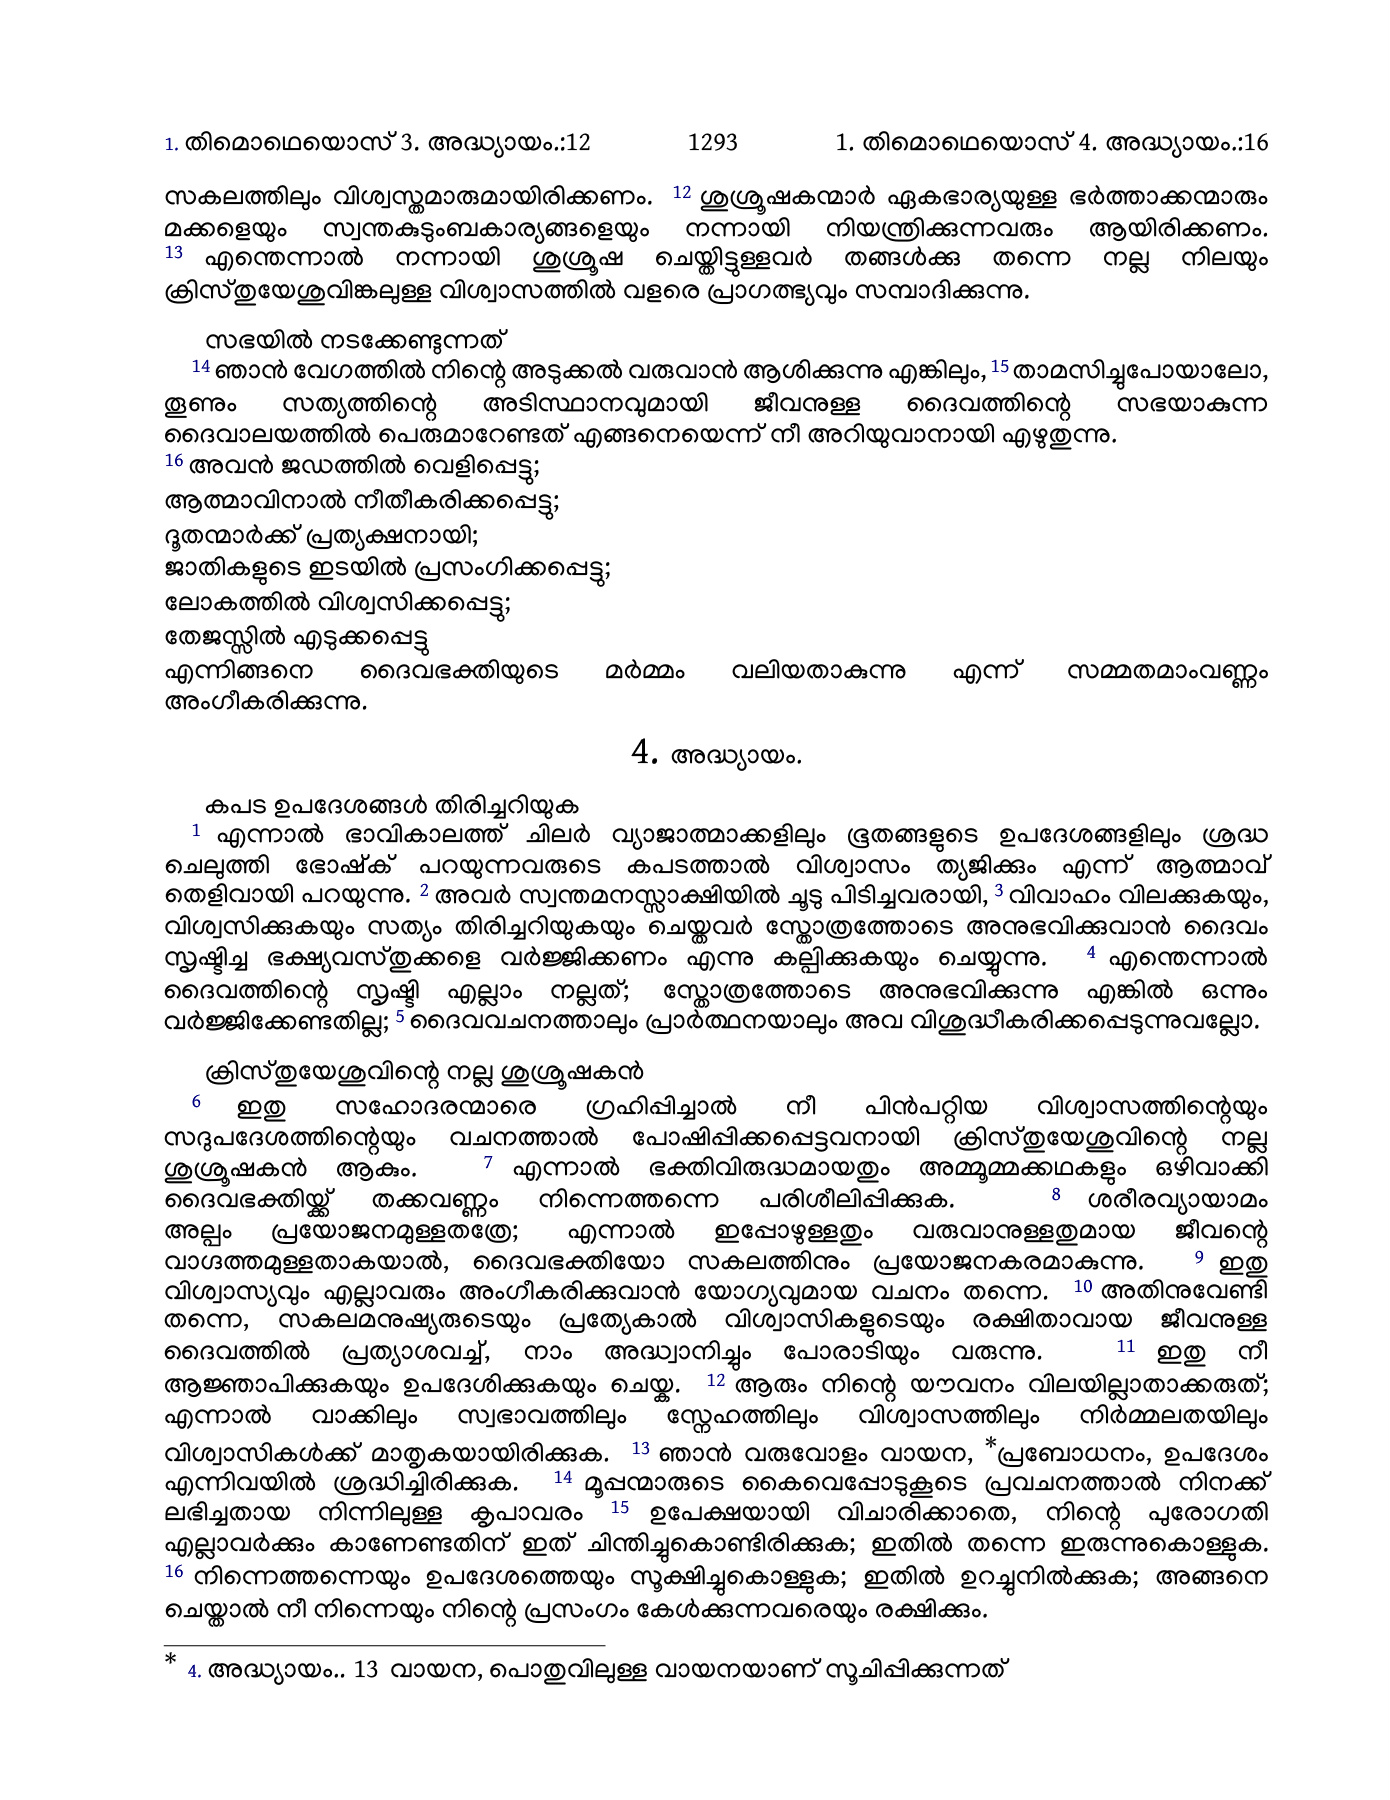 1. തിമൊഥെയൊസ് 3. അദ്ധ്യായം.:12 1293 1. തിമൊഥെയൊസ് 4. അദ്ധ്യായം.:16
സകലത്തിലും വിശ്വസ്തമാരുമായിരിക്കണം. 12 ശുശ്രൂഷകന്മാർ ഏകഭാര്യയുള്ള ഭർത്താക്കന്മാരും
മക്കളെയും സ്വന്തകുടുംബകാര്യങ്ങളെയും നന്നായി നിയന്ത്രിക്കുന്നവരും ആയിരിക്കണം.
13 എന്തെന്നാൽ നന്നായി ശുശ്രൂഷ ചെയ്തിട്ടുള്ളവർ തങ്ങൾക്കു തന്നെ നല്ല നിലയും
ക്രിസ്തുയേശുവിങ്കലുള്ള വിശ്വാസത്തിൽ വളരെ പ്രാഗത്ഭ്യവും സമ്പാദിക്കുന്നു.
സഭയിൽ നടക്കേണ്ടുന്നത്
14 ഞാൻ വേഗത്തിൽ നിന്റെ അടുക്കൽ വരുവാൻ ആശിക്കുന്നു എങ്കിലും, 15 താമസിച്ചുപോയാലോ,
തൂണും സത്യത്തിന്റെ അടിസ്ഥാനവുമായി ജീവനുള്ള ദൈവത്തിന്റെ സഭയാകുന്ന
ദൈവാലയത്തിൽ പെരുമാറേണ്ടത് എങ്ങനെയെന്ന് നീ അറിയുവാനായി എഴുതുന്നു.
16 അവൻ ജഡത്തിൽ വെളിപ്പെട്ടു;
ആത്മാവിനാൽ നീതീകരിക്കപ്പെട്ടു;
ദൂതന്മാർക്ക് പ്രത്യക്ഷനായി;
ജാതികളുടെ ഇടയിൽ പ്രസംഗിക്കപ്പെട്ടു;
ലോകത്തിൽ വിശ്വസിക്കപ്പെട്ടു;
തേജസ്സിൽ എടുക്കപ്പെട്ടു
എന്നിങ്ങനെ ദൈവഭക്തിയുടെ മർമ്മം വലിയതാകുന്നു എന്ന് സമ്മതമാംവണ്ണം
അംഗീകരിക്കുന്നു.
4. അദ്ധ്യായം.
കപട ഉപദേശങ്ങൾ തിരിച്ചറിയുക
1 എന്നാൽ ഭാവികാലത്ത് ചിലർ വ്യാജാത്മാക്കളിലും ഭൂതങ്ങളുടെ ഉപദേശങ്ങളിലും ശ്രദ്ധ
ചെലുത്തി ഭോഷ്ക് പറയുന്നവരുടെ കപടത്താൽ വിശ്വാസം ത്യജിക്കും എന്ന് ആത്മാവ്
തെളിവായി പറയുന്നു. 2 അവർ സ്വന്തമനസ്സാക്ഷിയിൽ ചൂടു പിടിച്ചവരായി, 3 വിവാഹം വിലക്കുകയും,
വിശ്വസിക്കുകയും സത്യം തിരിച്ചറിയുകയും ചെയ്തവർ സ്തോത്രത്തോടെ അനുഭവിക്കുവാൻ ദൈവം
സൃഷ്ടിച്ച ഭക്ഷ്യവസ്തുക്കളെ വർജ്ജിക്കണം എന്നു കല്പിക്കുകയും ചെയ്യുന്നു. 4 എന്തെന്നാൽ
ദൈവത്തിന്റെ സൃഷ്ടി എല്ലാം നല്ലത്; സ്തോത്രത്തോടെ അനുഭവിക്കുന്നു എങ്കിൽ ഒന്നും
വർജ്ജിക്കേണ്ടതില്ല; 5 ദൈവവചനത്താലും പ്രാർത്ഥനയാലും അവ വിശുദ്ധീകരിക്കപ്പെടുന്നുവല്ലോ.
ക്രിസ്തുയേശുവിന്റെ നല്ല ശുശ്രൂഷകൻ
6 ഇതു സഹോദരന്മാരെ ഗ്രഹിപ്പിച്ചാൽ നീ പിൻപറ്റിയ വിശ്വാസത്തിന്റെയും
സദുപദേശത്തിന്റെയും വചനത്താൽ പോഷിപ്പിക്കപ്പെട്ടവനായി ക്രിസ്തുയേശുവിന്റെ നല്ല
ശുശ്രൂഷകൻ ആകും. 7 എന്നാൽ ഭക്തിവിരുദ്ധമായതും അമ്മൂമ്മക്കഥകളും ഒഴിവാക്കി
ദൈവഭക്തിയ്ക്ക് തക്കവണ്ണം നിന്നെത്തന്നെ പരിശീലിപ്പിക്കുക. 8 ശരീരവ്യായാമം
അല്പം പ്രയോജനമുള്ളതത്രേ; എന്നാൽ ഇപ്പോഴുള്ളതും വരുവാനുള്ളതുമായ ജീവന്റെ
വാഗ്ദത്തമുള്ളതാകയാൽ, ദൈവഭക്തിയോ സകലത്തിനും പ്രയോജനകരമാകുന്നു. 9 ഇതു
വിശ്വാസ്യവും എല്ലാവരും അംഗീകരിക്കുവാൻ യോഗ്യവുമായ വചനം തന്നെ. 10 അതിനുവേണ്ടി
തന്നെ, സകലമനുഷ്യരുടെയും പ്രത്യേകാൽ വിശ്വാസികളുടെയും രക്ഷിതാവായ ജീവനുള്ള
ദൈവത്തിൽ പ്രത്യാശവച്ച്, നാം അദ്ധ്വാനിച്ചും പോരാടിയും വരുന്നു. 11 ഇതു നീ
ആജ്ഞാപിക്കുകയും ഉപദേശിക്കുകയും ചെയ്ക. 12 ആരും നിന്റെ യൗവനം വിലയില്ലാതാക്കരുത്;
എന്നാൽ വാക്കിലും സ്വഭാവത്തിലും സ്നേഹത്തിലും വിശ്വാസത്തിലും നിർമ്മലതയിലും
വിശ്വാസികൾക്ക് മാതൃകയായിരിക്കുക. 13 ഞാൻ വരുവോളം വായന, *പ്രബോധനം, ഉപദേശം
എന്നിവയിൽ ശ്രദ്ധിച്ചിരിക്കുക. 14 മൂപ്പന്മാരുടെ കൈവെപ്പോടുകൂടെ പ്രവചനത്താൽ നിനക്ക്
ലഭിച്ചതായ നിന്നിലുള്ള കൃപാവരം 15 ഉപേക്ഷയായി വിചാരിക്കാതെ, നിന്റെ പുരോഗതി
എല്ലാവർക്കും കാണേണ്ടതിന് ഇത് ചിന്തിച്ചുകൊണ്ടിരിക്കുക; ഇതിൽ തന്നെ ഇരുന്നുകൊള്ളുക.
16 നിന്നെത്തന്നെയും ഉപദേശത്തെയും സൂക്ഷിച്ചുകൊള്ളുക; ഇതിൽ ഉറച്ചുനിൽക്കുക; അങ്ങനെ
ചെയ്താൽ നീ നിന്നെയും നിന്റെ പ്രസംഗം കേൾക്കുന്നവരെയും രക്ഷിക്കും.
* 4. അദ്ധ്യായം.. 13 വായന, പൊതുവിലുള്ള വായനയാണ് സൂചിപ്പിക്കുന്നത്